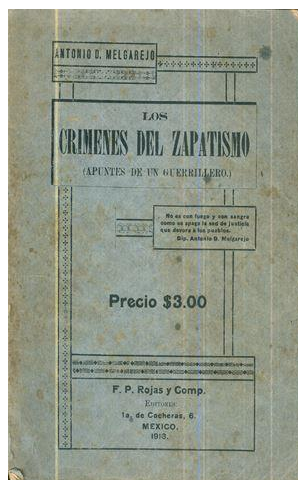 ANTONIO D. MELGAREJO
LOS
CRIMENES DEL ZAPATISMO
(APUNTES DE UN GUERRILLERO.)
No es con fuego y con sangre
como se apaga la sed de justicia
que devora á los pueblos.
Dip. Antonio D. Melgarejo
Precio $3.00
F. P. Rojas y Comp.
EDITORES
1a. de Cocheras, 6.
MEXICO.
1913.